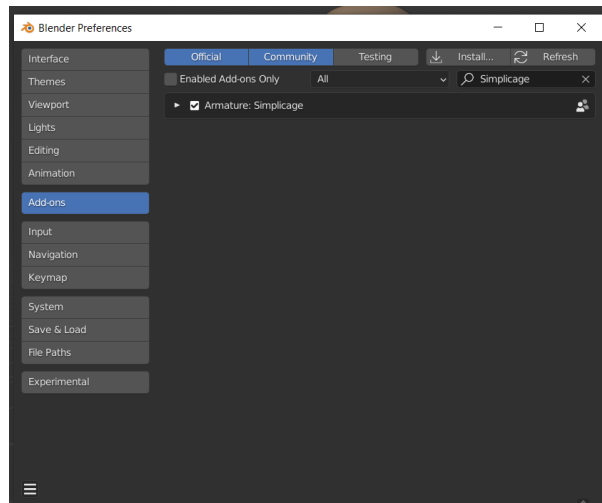 Blender Preferences
Interface
Themes
Viewport
Lights
Editing
Animation
Add-ons
Input
Navigation
Keymap
System
Save & Load
File Paths
Experimental
Official Community Testing Install... Refresh
Enabled Add-ons Only All Simplicage
Armature: Simplicage